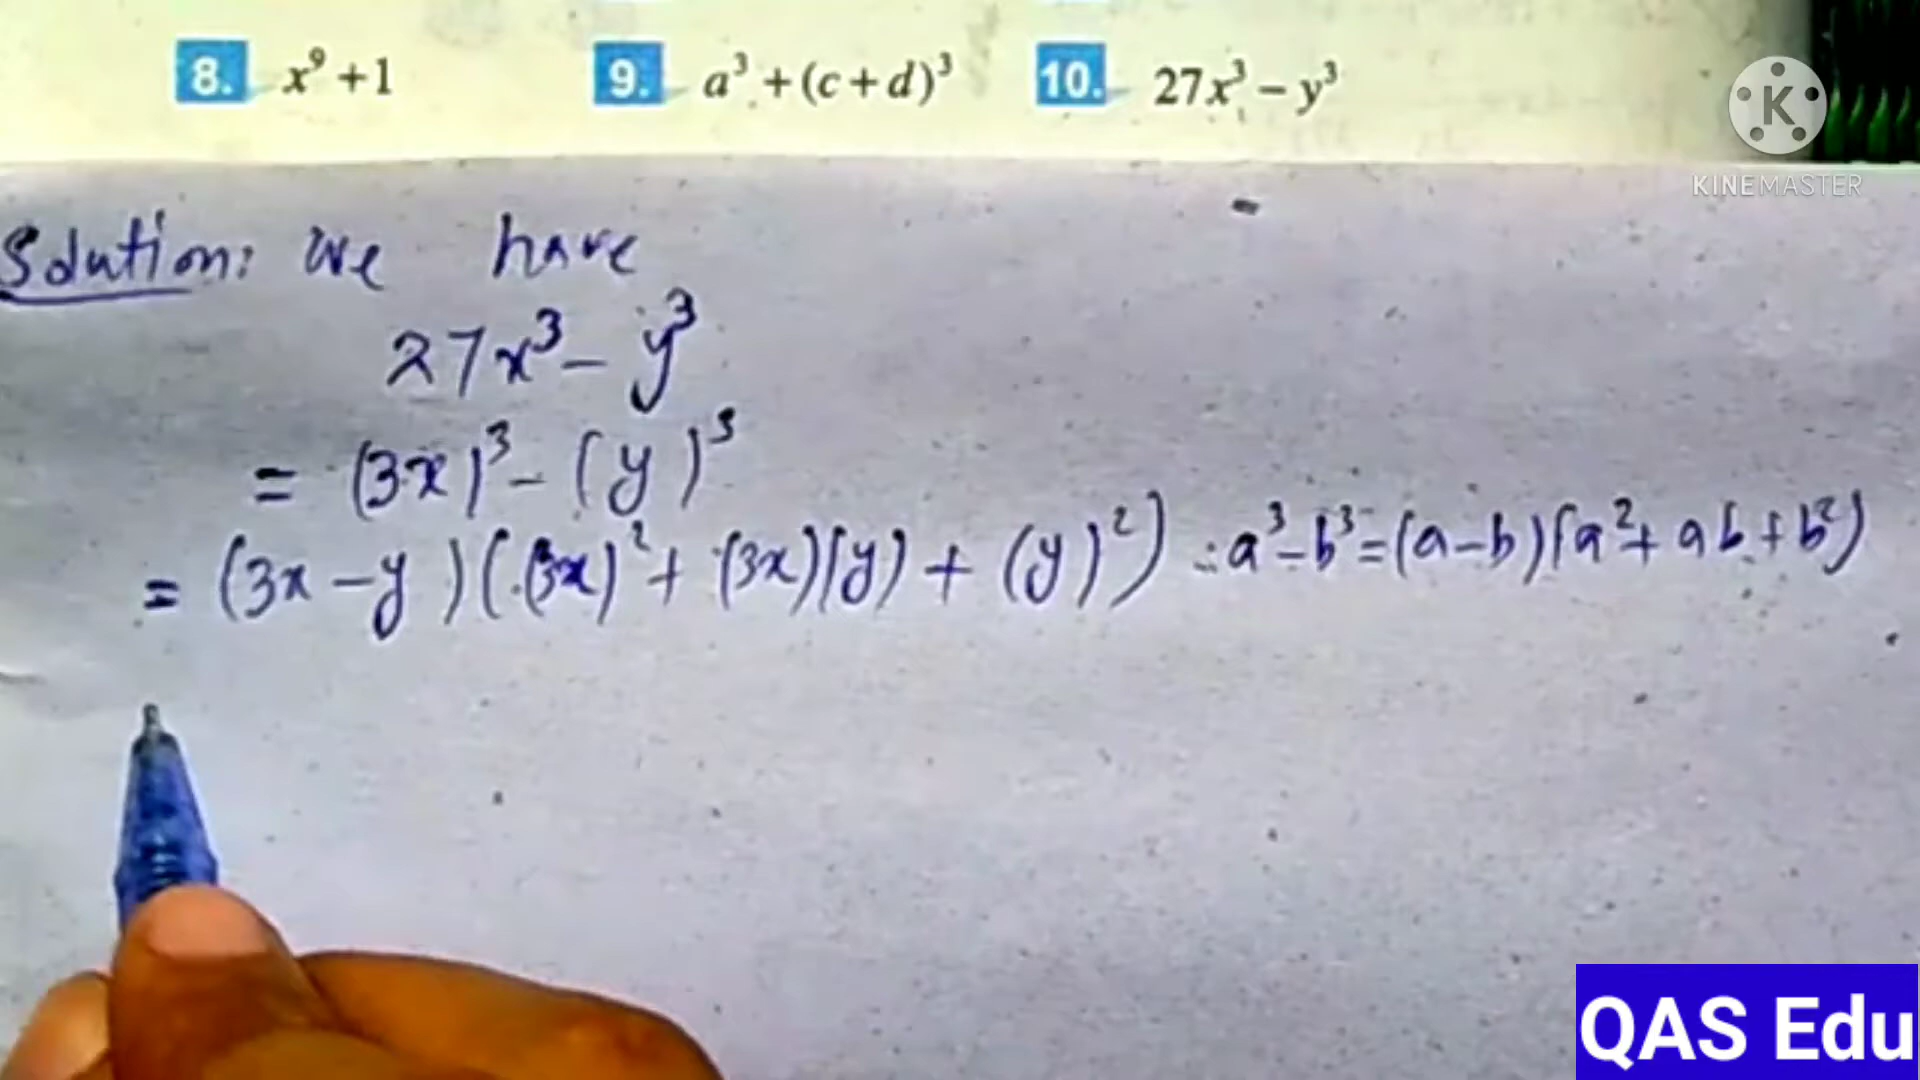 8. x⁹ + 1 9. a³ + (c + d)³ 10. 27x³ − y³
K
KINEMASTER
Solution: we have
27x³ − y³
= (3x)³ − (y)³
= (3x − y)((3x)² + (3x)(y) + (y)²) ∵ a³ − b³ = (a − b)(a² + ab + b²)
QAS Edu